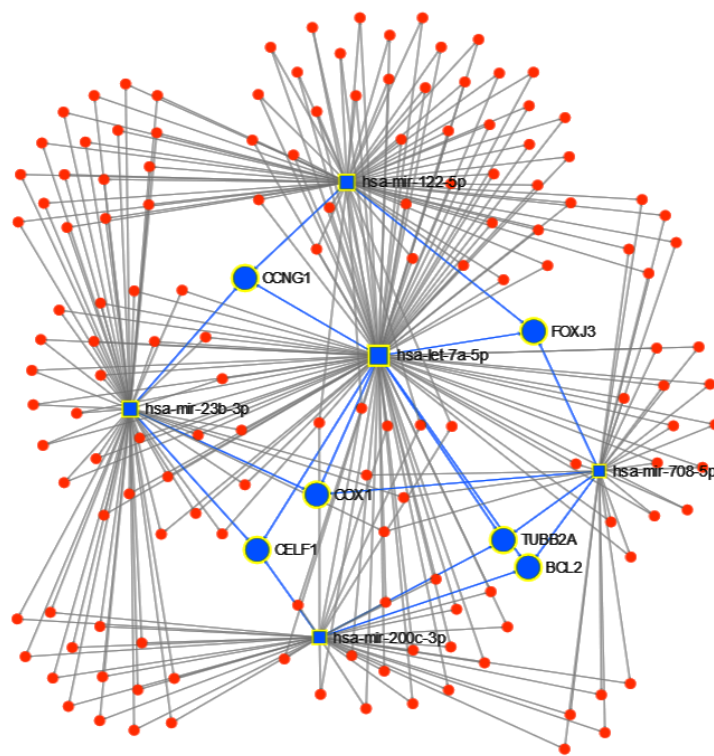 hsa-mir-122-5p
CCNG1
FOXJ3
hsa-let-7a-5p
hsa-mir-23b-3p
hsa-mir-708-5p
COX1
TUBB2A
CELF1
BCL2
hsa-mir-200c-3p